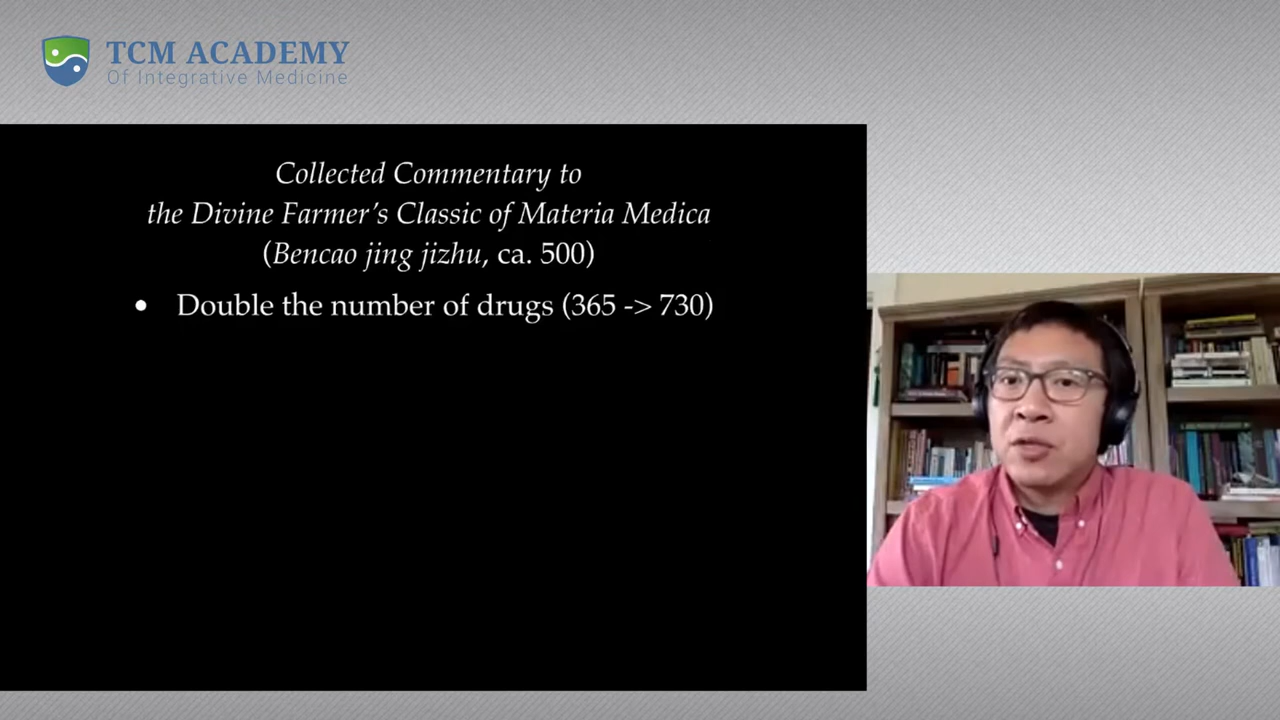 TCM ACADEMY
Of Integrative Medicine
Collected Commentary to
the Divine Farmer’s Classic of Materia Medica
(Bencao jing jizhu, ca. 500)
• Double the number of drugs (365 -> 730)